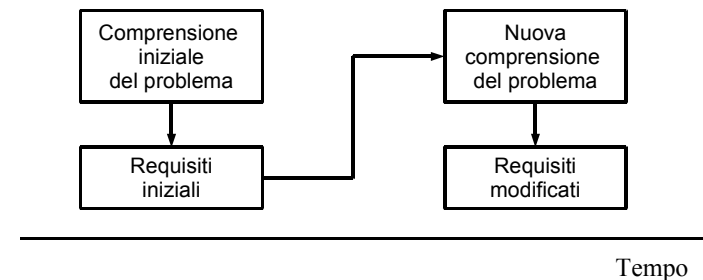 Comprensione
iniziale
del problema
Nuova
comprensione
del problema
Requisiti
iniziali
Requisiti
modificati
Tempo